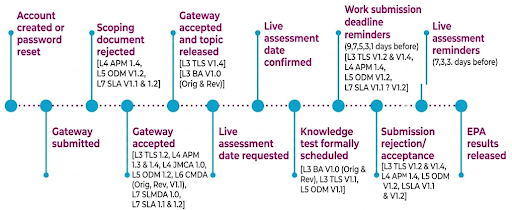 Account
created or
password
reset
Scoping
document
rejected
[L4 APM 1.4,
L5 ODM V1.2,
L7 SLA V1.1 & 1.2]
Gateway
accepted
and topic
released
[L3 TLS V1.4]
[L3 BA V1.0
(Orig & Rev)]
Live
assessment
date
confirmed
Work submission
deadline
reminders
(9,7,5,3,1 days before)
[L3 TLS V1.2 & V1.4,
L4 APM 1.4,
L5 ODM V1.2,
L7 SLA V1.1 ? V1.2]
Live
assessment
reminders
(7,3,3. days before)
Gateway
submitted
Gateway
accepted
[L3 TLS 1.2, L4 APM
1.3 & 1.4, L4 JMCA 1.0,
L5 ODM 1.2, L6 CMDA
(Orig, Rev, V1.1),
L7 SLMDA 1.0,
L7 SLA 1.1 & 1.2]
Live
assessment
date requested
Knowledge
test formally
scheduled
[L3 BA V1.0 (Orig &
Rev), L3 TLS V1.1,
L5 ODM V1.1]
Submission
rejection/
acceptance
[L3 TLS V1.2 & V1.4,
L4 APM 1.4, L5 ODM
V1.2, LSLA V1.1
& V1.2]
EPA
results
released